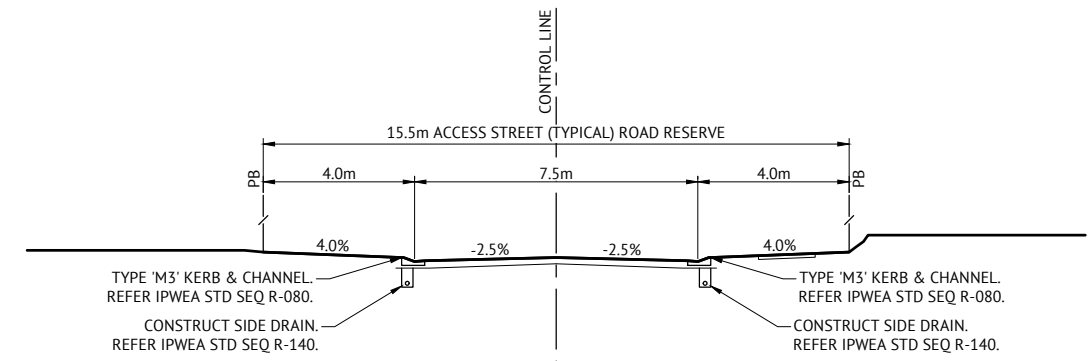 CONTROL LINE
15.5m ACCESS STREET (TYPICAL) ROAD RESERVE
PB
4.0m
7.5m
4.0m
PB
4.0%
-2.5%
-2.5%
4.0%
TYPE 'M3' KERB & CHANNEL.
REFER IPWEA STD SEQ R-080.
CONSTRUCT SIDE DRAIN.
REFER IPWEA STD SEQ R-140.
TYPE 'M3' KERB & CHANNEL.
REFER IPWEA STD SEQ R-080.
CONSTRUCT SIDE DRAIN.
REFER IPWEA STD SEQ R-140.